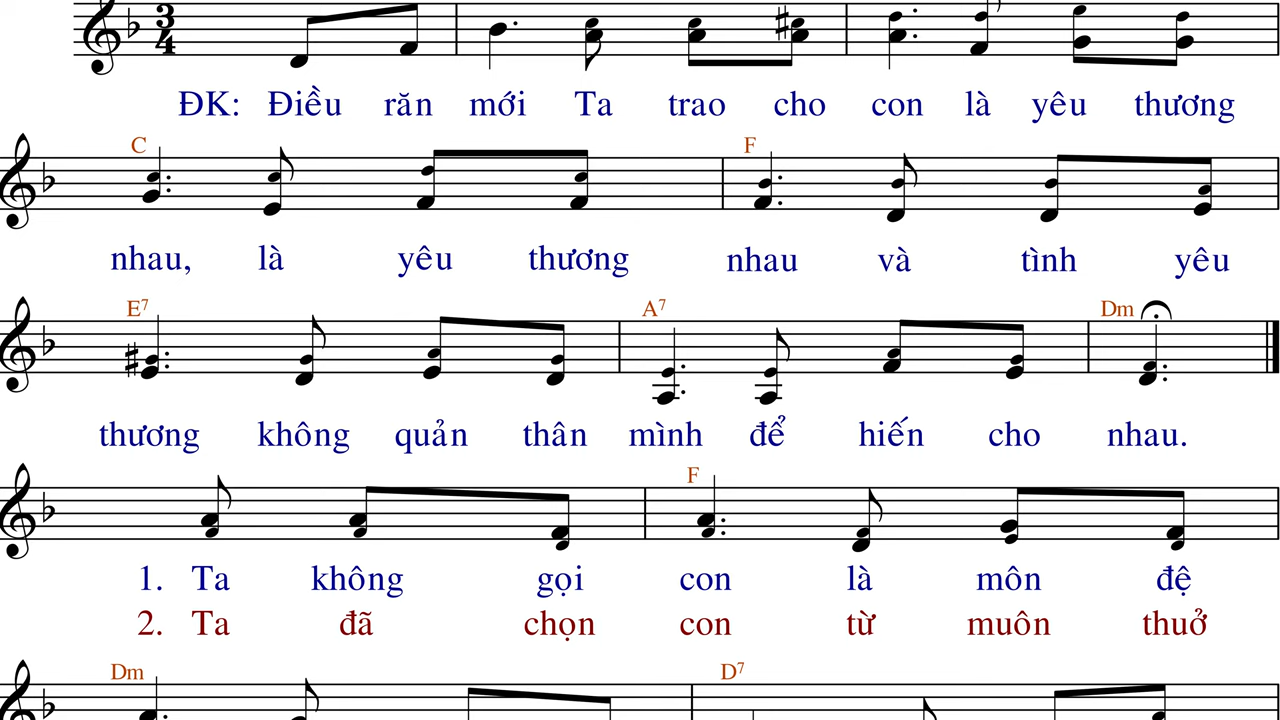 3
4
ĐK: Điều răn mới Ta trao cho con là yêu thương
C F
nhau, là yêu thương nhau và tình yêu
E7 A7 Dm
thương không quản thân mình để hiến cho nhau.
F
1. Ta không gọi con là môn đệ
2. Ta đã chọn con từ muôn thuở
Dm D7